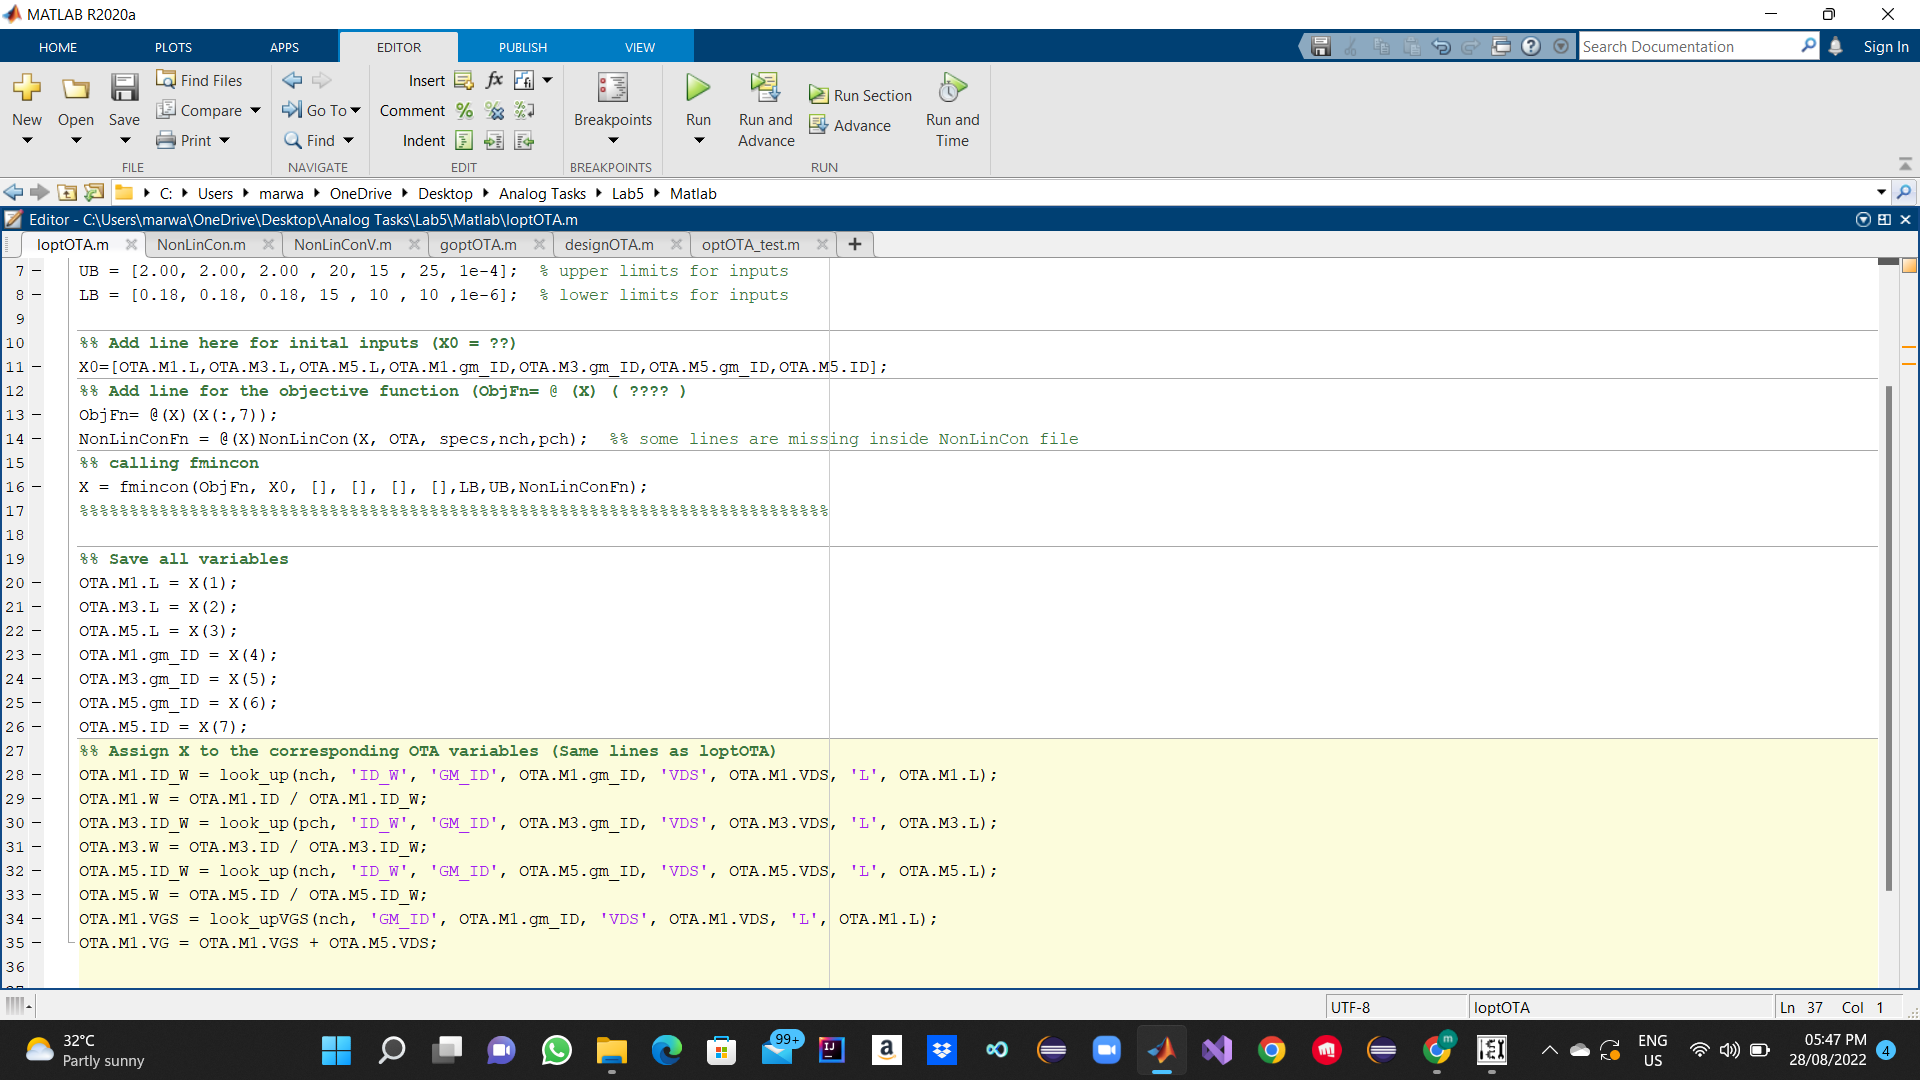 MATLAB R2020a
HOME PLOTS APPS EDITOR PUBLISH VIEW Search Documentation Sign In
New Open Save Find Files Compare Print FILE
Go To Find NAVIGATE
Insert fx Comment Indent EDIT
Breakpoints BREAKPOINTS
Run Run and Advance Run Section Advance Run and Time RUN
C: Users marwa OneDrive Desktop Analog Tasks Lab5 Matlab
Editor - C:\Users\marwa\OneDrive\Desktop\Analog Tasks\Lab5\Matlab\loptOTA.m
loptOTA.m NonLinCon.m NonLinConV.m goptOTA.m designOTA.m optOTA_test.m +
7 – UB = [2.00, 2.00, 2.00 , 20, 15 , 25, 1e-4]; % upper limits for inputs
8 – LB = [0.18, 0.18, 0.18, 15 , 10 , 10 ,1e-6]; % lower limits for inputs
9
10 %% Add line here for inital inputs (X0 = ??)
11 – X0=[OTA.M1.L,OTA.M3.L,OTA.M5.L,OTA.M1.gm_ID,OTA.M3.gm_ID,OTA.M5.gm_ID,OTA.M5.ID];
12 %% Add line for the objective function (ObjFn= @ (X) ( ???? )
13 – ObjFn= @(X)(X(:,7));
14 – NonLinConFn = @(X)NonLinCon(X, OTA, specs,nch,pch); %% some lines are missing inside NonLinCon file
15 %% calling fmincon
16 – X = fmincon(ObjFn, X0, [], [], [], [],LB,UB,NonLinConFn);
17 %%%%%%%%%%%%%%%%%%%%%%%%%%%%%%%%%%%%%%%%%%%%%%%%%%%%%%%%%%%%%%%%%%%%%%%%%%%
18
19 %% Save all variables
20 – OTA.M1.L = X(1);
21 – OTA.M3.L = X(2);
22 – OTA.M5.L = X(3);
23 – OTA.M1.gm_ID = X(4);
24 – OTA.M3.gm_ID = X(5);
25 – OTA.M5.gm_ID = X(6);
26 – OTA.M5.ID = X(7);
27 %% Assign X to the corresponding OTA variables (Same lines as loptOTA)
28 – OTA.M1.ID_W = look_up(nch, 'ID_W', 'GM_ID', OTA.M1.gm_ID, 'VDS', OTA.M1.VDS, 'L', OTA.M1.L);
29 – OTA.M1.W = OTA.M1.ID / OTA.M1.ID_W;
30 – OTA.M3.ID_W = look_up(pch, 'ID_W', 'GM_ID', OTA.M3.gm_ID, 'VDS', OTA.M3.VDS, 'L', OTA.M3.L);
31 – OTA.M3.W = OTA.M3.ID / OTA.M3.ID_W;
32 – OTA.M5.ID_W = look_up(nch, 'ID_W', 'GM_ID', OTA.M5.gm_ID, 'VDS', OTA.M5.VDS, 'L', OTA.M5.L);
33 – OTA.M5.W = OTA.M5.ID / OTA.M5.ID_W;
34 – OTA.M1.VGS = look_upVGS(nch, 'GM_ID', OTA.M1.gm_ID, 'VDS', OTA.M1.VDS, 'L', OTA.M1.L);
35 – OTA.M1.VG = OTA.M1.VGS + OTA.M5.VDS;
36
UTF-8 loptOTA Ln 37 Col 1
32°C
Partly sunny
99+
ENG
US
05:47 PM
28/08/2022
4